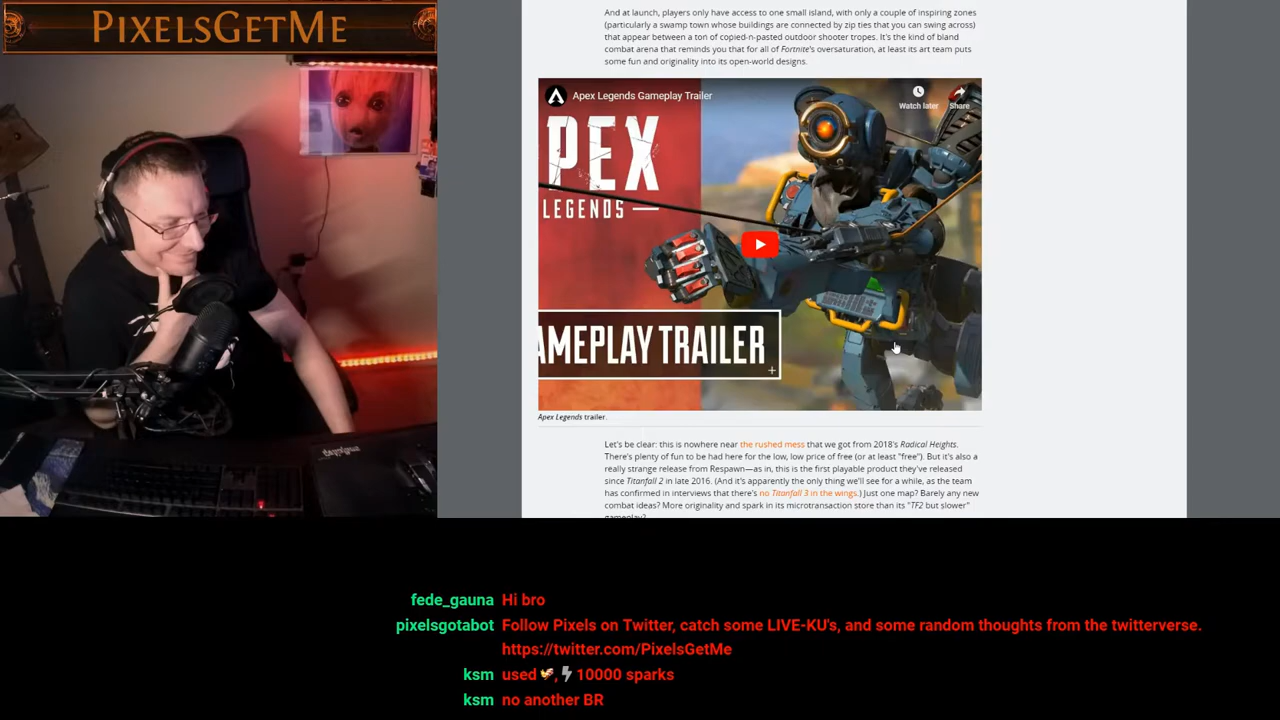 PIXELSGETME
And at launch, players only have access to one small island, with only a couple of inspiring zones
(particularly a swamp town whose buildings are connected by zip ties that you can swing across)
that appear between a ton of copied-n-pasted outdoor shooter tropes. It's the kind of bland
combat arena that reminds you that for all of Fortnite's oversaturation, at least its art team puts
some fun and originality into its open-world designs.
Apex Legends Gameplay Trailer
Watch later
Share
PEX
LEGENDS
AMEPLAY TRAILER
Apex Legends trailer.
Let's be clear: this is nowhere near the rushed mess that we got from 2018's Radical Heights.
There's plenty of fun to be had here for the low, low price of free (or at least "free"). But it's also a
really strange release from Respawn—as in, this is the first playable product they've released
since Titanfall 2 in late 2016. (And it's apparently the only thing we'll see for a while, as the team
has confirmed in interviews that there's no Titanfall 3 in the wings.) Just one map? Barely any new
combat ideas? More originality and spark in its microtransaction store than its "TF2 but slower"
gameplay?
fede_gauna Hi bro
pixelsgotabot Follow Pixels on Twitter, catch some LIVE-KU's, and some random thoughts from the twitterverse.
https://twitter.com/PixelsGetMe
ksm used 🐔, ⚡ 10000 sparks
ksm no another BR